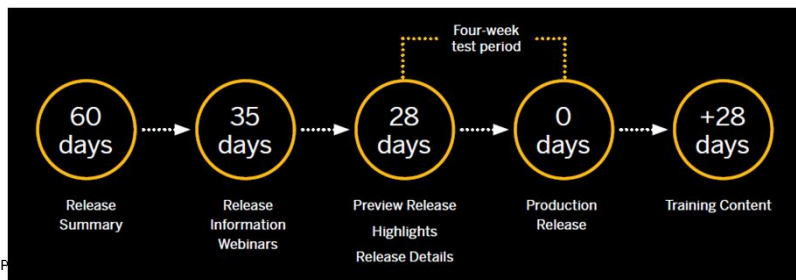 Four-week
test period
60
days
35
days
28
days
0
days
+28
days
Release
Summary
Release
Information
Webinars
Preview Release
Highlights
Release Details
Production
Release
Training Content